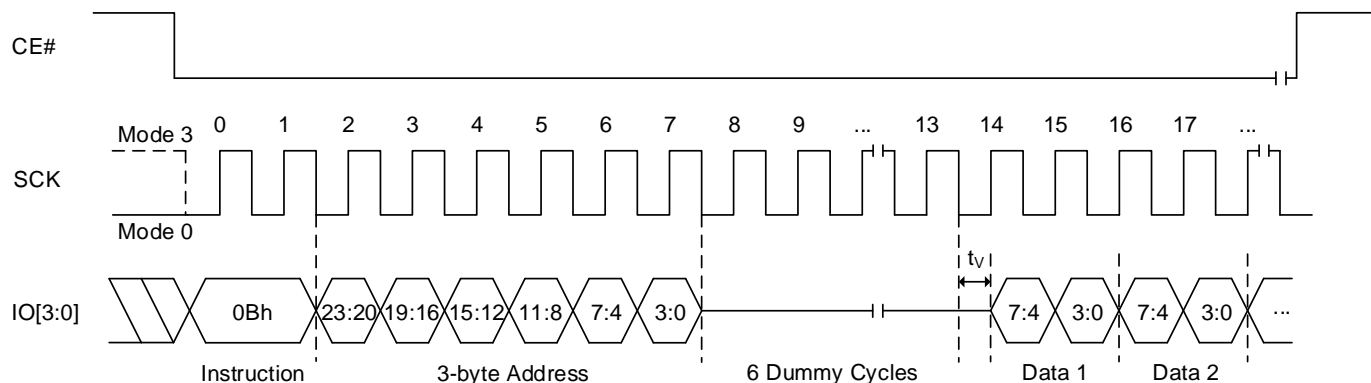 CE#
0 1 2 3 4 5 6 7 8 9 ... 13 14 15 16 17 ...
Mode 3
SCK
Mode 0
tV
IO[3:0] 0Bh 23:20 19:16 15:12 11:8 7:4 3:0 7:4 3:0 7:4 3:0 ...
Instruction 3-byte Address 6 Dummy Cycles Data 1 Data 2